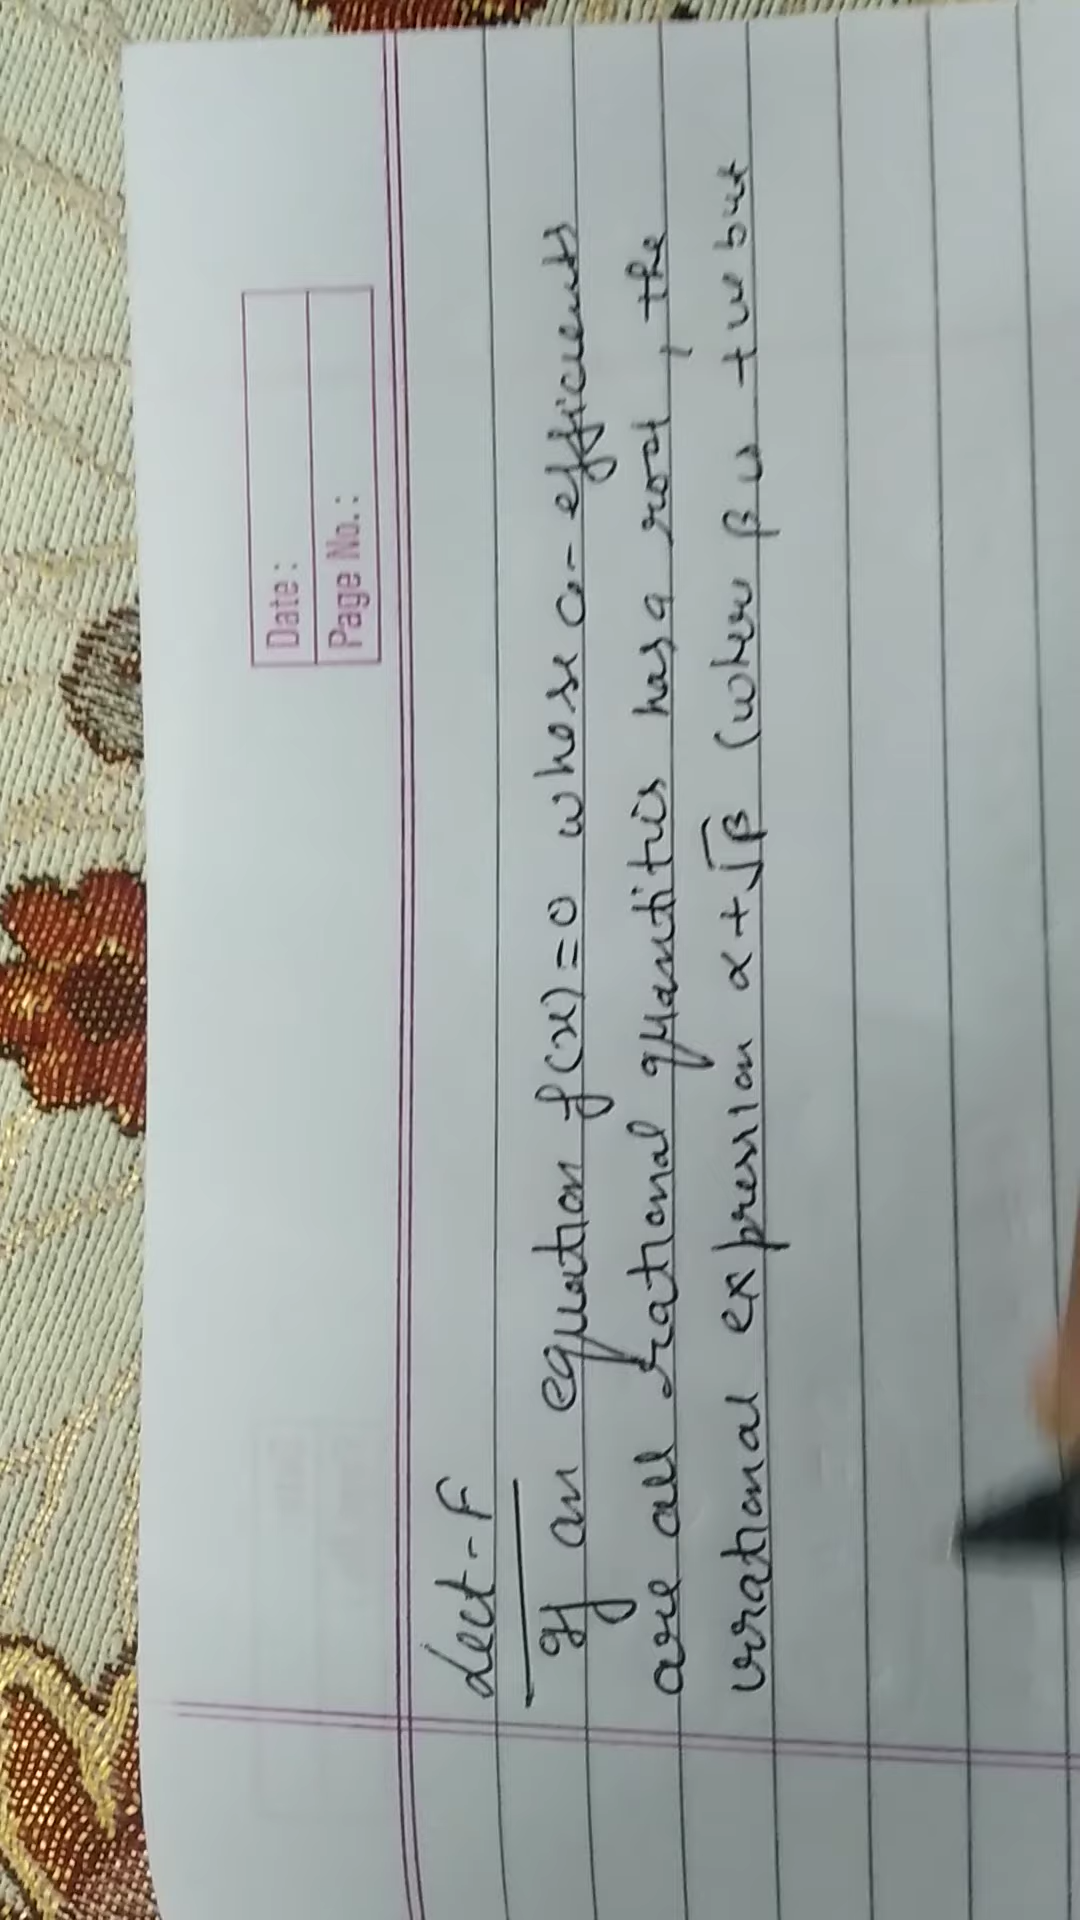 Date :
Page No. :
Lect - F
If an equation f(x)=0 whose co-efficients
are all rational quantitis has a root, the
irrational expression α+√β (where β is +ve but